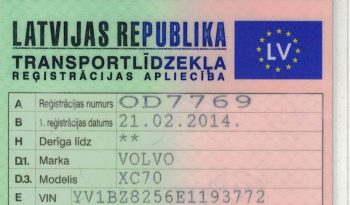 LATVIJAS REPUBLIKA
TRANSPORTLĪDZEKĻA
REĢISTRĀCIJAS APLIECĪBA
LV
A Reģistrācijas numurs OD7769
B 1. reģistrācijas datums 21.02.2014.
H Derīga līdz **
D.1. Marka VOLVO
D.3. Modelis XC70
E VIN YV1BZ8256E1193772